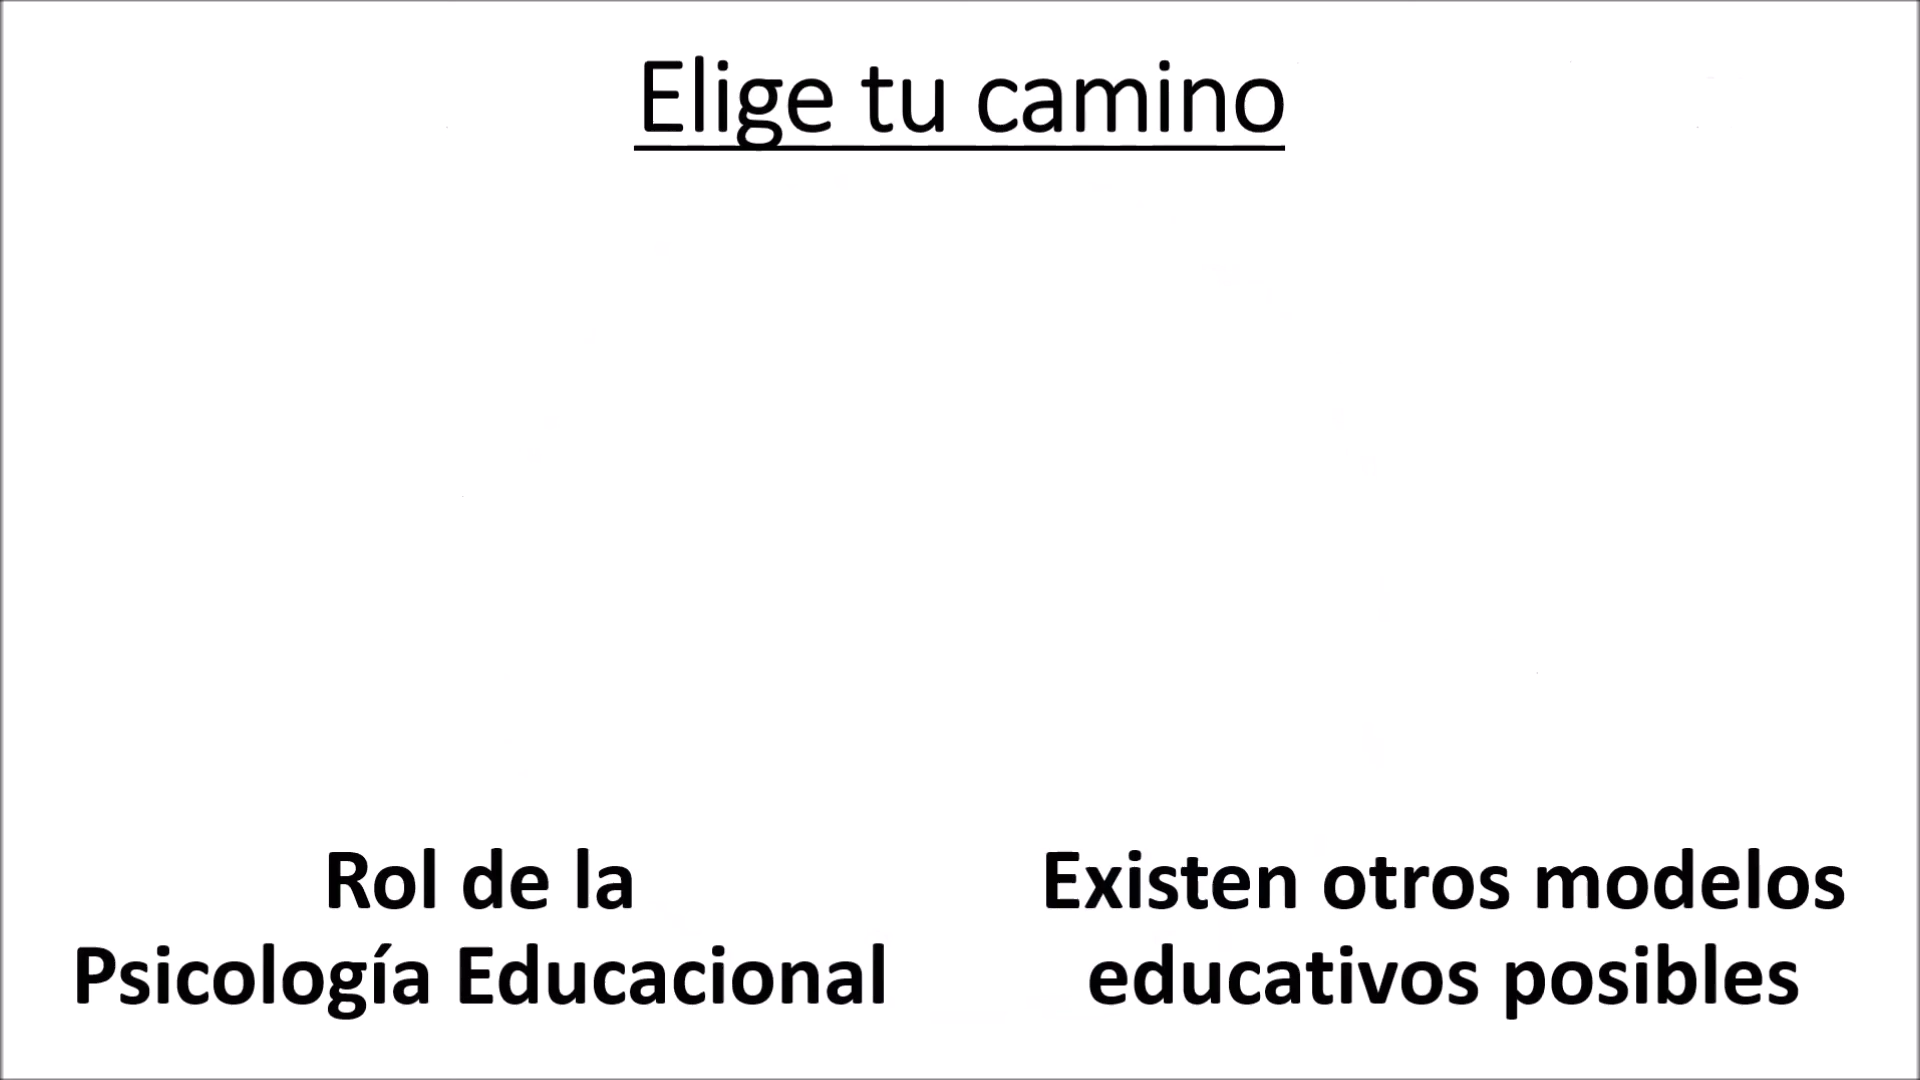 Elige tu camino
Rol de la
Psicología Educacional
Existen otros modelos
educativos posibles